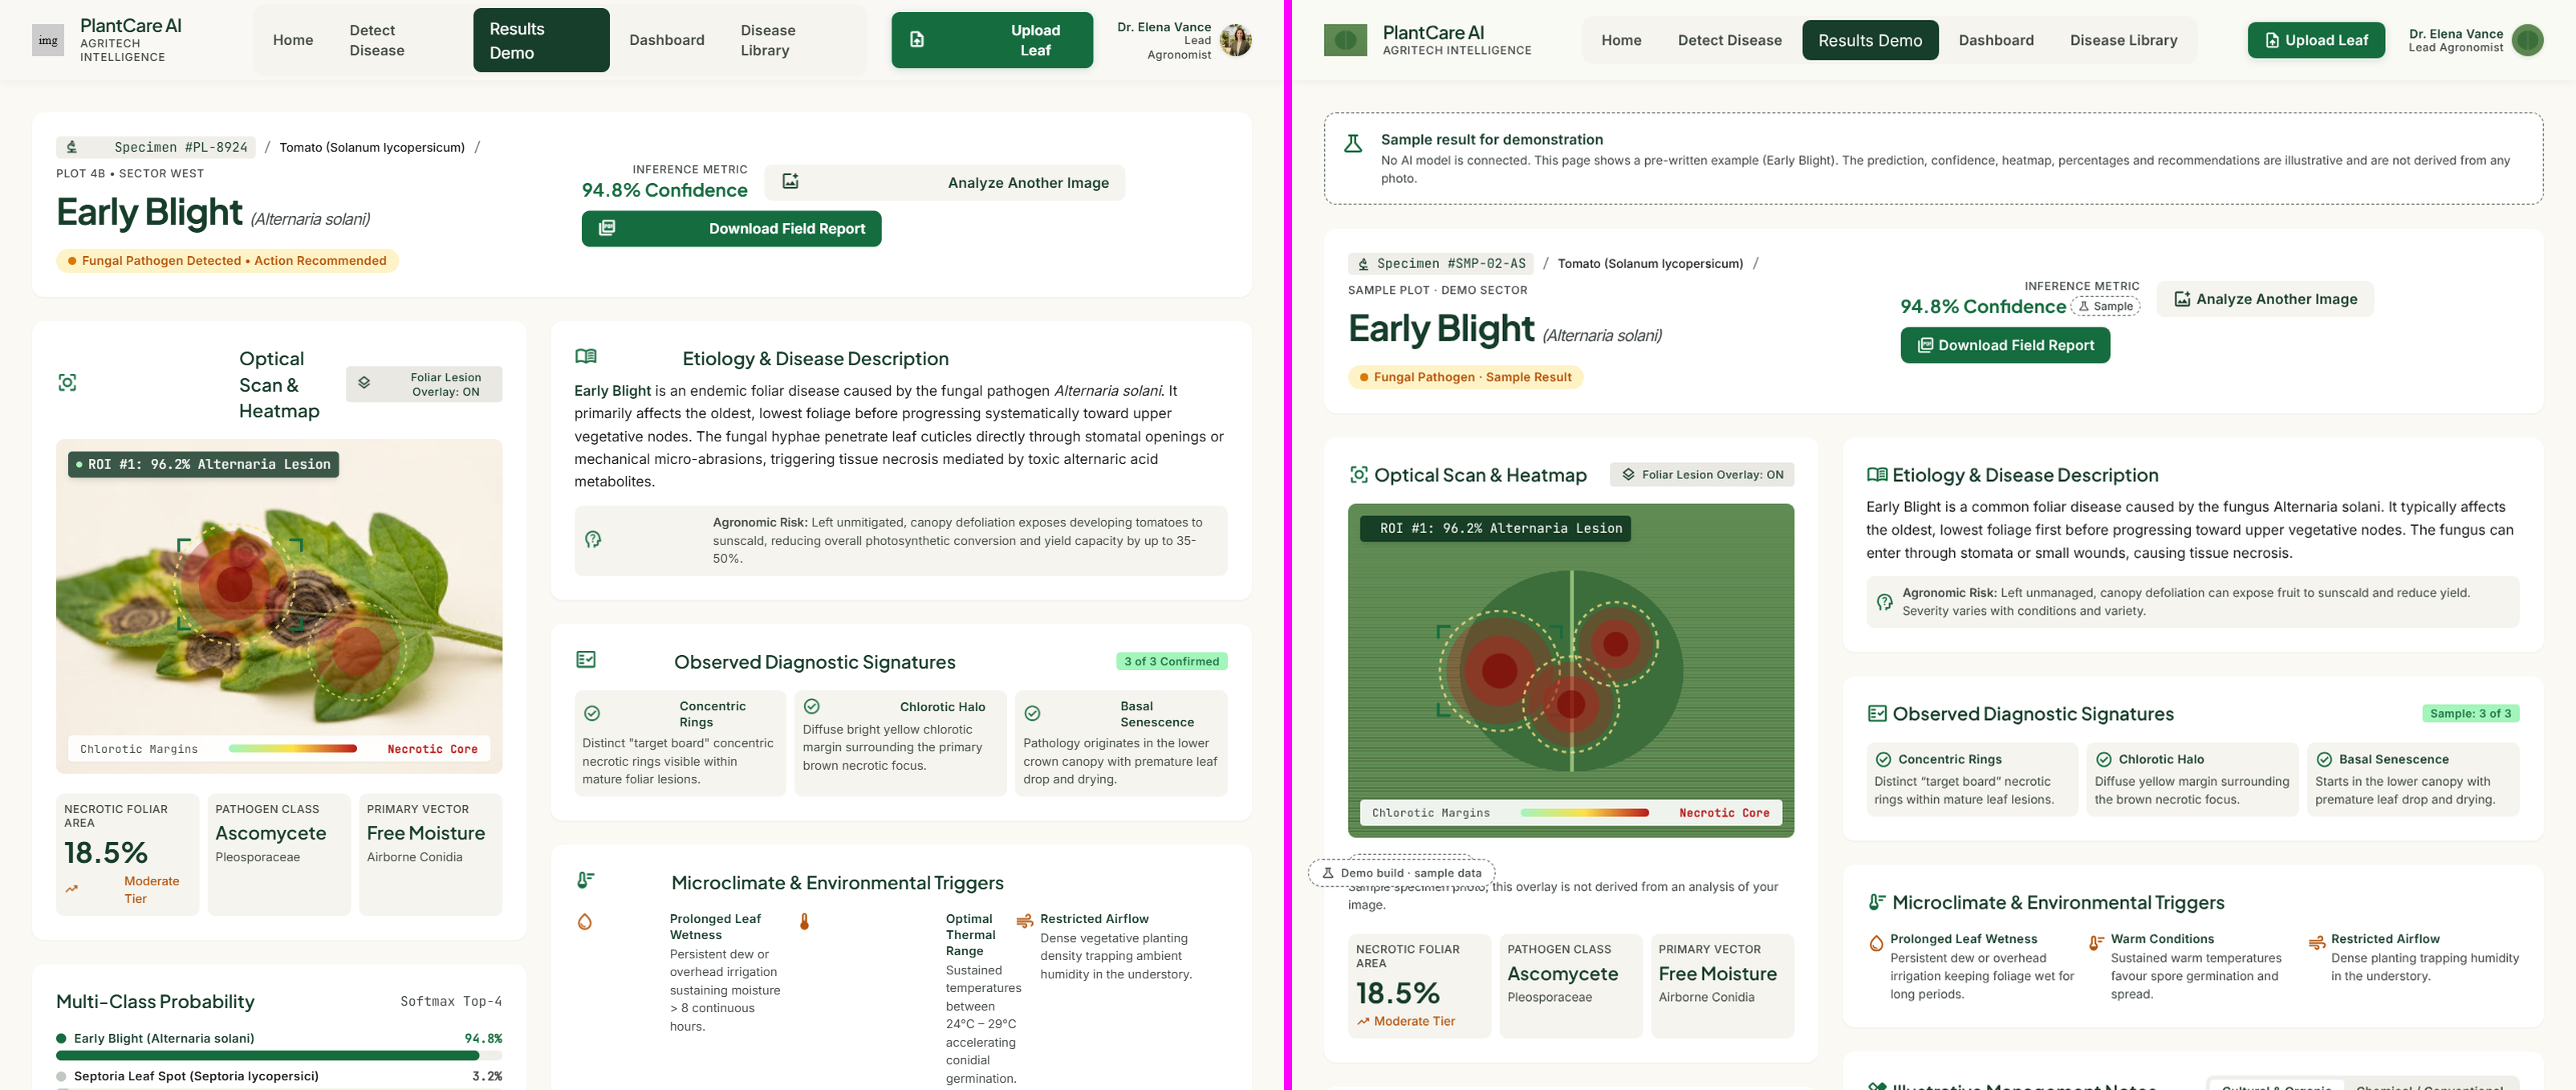 img
PlantCare AI
AGRITECH
INTELLIGENCE
Home
Detect
Disease
Results
Demo
Dashboard
Disease
Library
Upload
Leaf
Dr. Elena Vance
Lead
Agronomist
Specimen #PL-8924 / Tomato (Solanum lycopersicum) /
PLOT 4B • SECTOR WEST
Early Blight (Alternaria solani)
Fungal Pathogen Detected • Action Recommended
INFERENCE METRIC
94.8% Confidence
Analyze Another Image
Download Field Report
Optical
Scan &
Heatmap
Foliar Lesion
Overlay: ON
ROI #1: 96.2% Alternaria Lesion
Chlorotic Margins
Necrotic Core
NECROTIC FOLIAR
AREA
18.5%
Moderate
Tier
PATHOGEN CLASS
Ascomycete
Pleosporaceae
PRIMARY VECTOR
Free Moisture
Airborne Conidia
Multi-Class Probability
Softmax Top-4
Early Blight (Alternaria solani)
94.8%
Septoria Leaf Spot (Septoria lycopersici)
3.2%
Etiology & Disease Description
Early Blight is an endemic foliar disease caused by the fungal pathogen Alternaria solani. It
primarily affects the oldest, lowest foliage before progressing systematically toward upper
vegetative nodes. The fungal hyphae penetrate leaf cuticles directly through stomatal openings or
mechanical micro-abrasions, triggering tissue necrosis mediated by toxic alternaric acid
metabolites.
Agronomic Risk: Left unmitigated, canopy defoliation exposes developing tomatoes to
sunscald, reducing overall photosynthetic conversion and yield capacity by up to 35-
50%.
Observed Diagnostic Signatures
3 of 3 Confirmed
Concentric
Rings
Distinct "target board" concentric
necrotic rings visible within
mature foliar lesions.
Chlorotic Halo
Diffuse bright yellow chlorotic
margin surrounding the primary
brown necrotic focus.
Basal
Senescence
Pathology originates in the lower
crown canopy with premature leaf
drop and drying.
Microclimate & Environmental Triggers
Prolonged Leaf
Wetness
Persistent dew or
overhead irrigation
sustaining moisture
> 8 continuous
hours.
Optimal
Thermal
Range
Sustained
temperatures
between
24°C – 29°C
accelerating
conidial
germination.
Restricted Airflow
Dense vegetative planting
density trapping ambient
humidity in the understory.
PlantCare AI
AGRITECH INTELLIGENCE
Home
Detect Disease
Results Demo
Dashboard
Disease Library
Upload Leaf
Dr. Elena Vance
Lead Agronomist
Sample result for demonstration
No AI model is connected. This page shows a pre-written example (Early Blight). The prediction, confidence, heatmap, percentages and recommendations are illustrative and are not derived from any
photo.
Specimen #SMP-02-AS / Tomato (Solanum lycopersicum) /
SAMPLE PLOT · DEMO SECTOR
Early Blight (Alternaria solani)
Fungal Pathogen · Sample Result
INFERENCE METRIC
94.8% Confidence
Sample
Analyze Another Image
Download Field Report
Optical Scan & Heatmap
Foliar Lesion Overlay: ON
ROI #1: 96.2% Alternaria Lesion
Chlorotic Margins
Necrotic Core
Demo build · sample data
Sample specimen photo; this overlay is not derived from an analysis of your
image.
NECROTIC FOLIAR
AREA
18.5%
Moderate Tier
PATHOGEN CLASS
Ascomycete
Pleosporaceae
PRIMARY VECTOR
Free Moisture
Airborne Conidia
Etiology & Disease Description
Early Blight is a common foliar disease caused by the fungus Alternaria solani. It typically affects
the oldest, lowest foliage first before progressing toward upper vegetative nodes. The fungus can
enter through stomata or small wounds, causing tissue necrosis.
Agronomic Risk: Left unmanaged, canopy defoliation can expose fruit to sunscald and reduce yield.
Severity varies with conditions and variety.
Observed Diagnostic Signatures
Sample: 3 of 3
Concentric Rings
Distinct “target board” necrotic
rings within mature leaf lesions.
Chlorotic Halo
Diffuse yellow margin surrounding
the brown necrotic focus.
Basal Senescence
Starts in the lower canopy with
premature leaf drop and drying.
Microclimate & Environmental Triggers
Prolonged Leaf Wetness
Persistent dew or overhead
irrigation keeping foliage wet for
long periods.
Warm Conditions
Sustained warm temperatures
favour spore germination and
spread.
Restricted Airflow
Dense planting trapping humidity
in the understory.
Illustrative Management Notes
Cultural & Organic
Chemical / Conventional